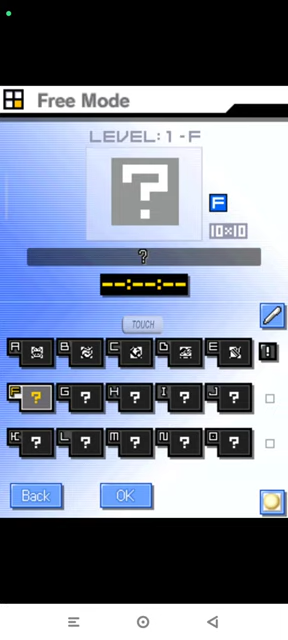 Free Mode
LEVEL: 1 - F
?
F
10×10
?
--:--:--
TOUCH
A B C D E !
F ? G ? H ? I ? J ?
K ? L ? M ? N ? O ?
Back OK